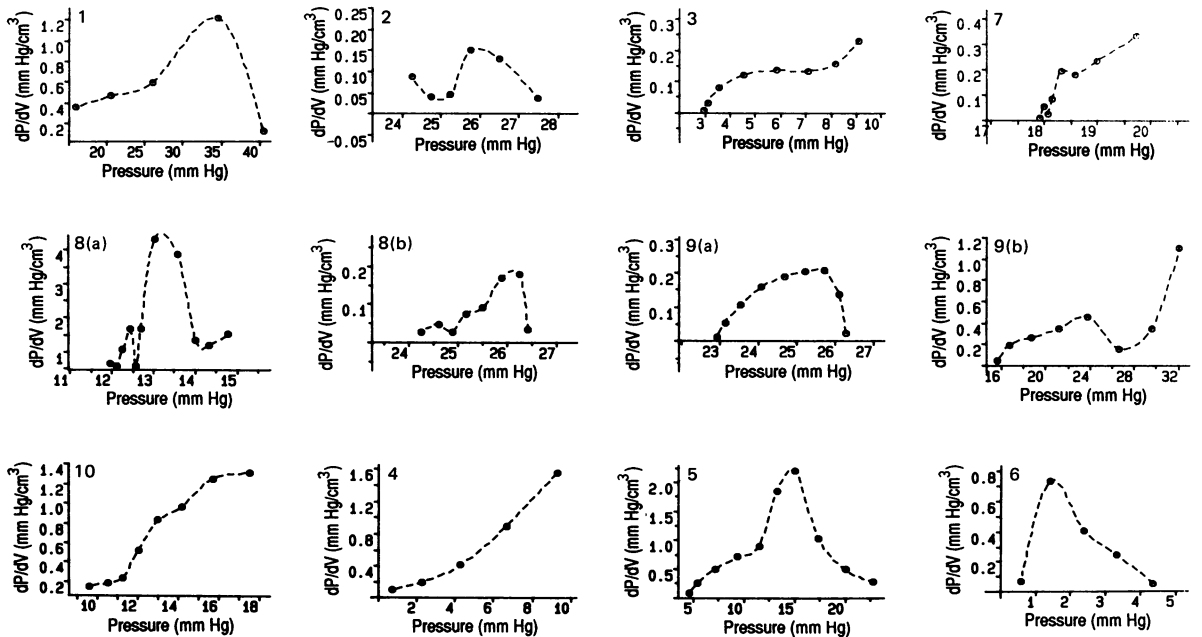 1
dP/dV (mm Hg/cm³)
1.2
1.0
0.8
0.6
0.4
0.2
20 25 30 35 40
Pressure (mm Hg)
2
dP/dV (mm Hg/cm³)
0.25
0.20
0.15
0.10
0.05
-0.05
24 25 26 27 28
Pressure (mm Hg)
3
dP/dV (mm Hg/cm³)
0.3
0.2
0.1
3 4 5 6 7 8 9 10
Pressure (mm Hg)
7
dP/dV (mm Hg/cm³)
0.4
0.3
0.2
0.1
17 18 19 20
Pressure (mm Hg)
8(a)
dP/dV (mm Hg/cm³)
4
3
2
1
11 12 13 14 15
Pressure (mm Hg)
8(b)
dP/dV (mm Hg/cm³)
0.2
0.1
24 25 26 27
Pressure (mm Hg)
9(a)
dP/dV (mm Hg/cm³)
0.3
0.2
0.1
23 24 25 26 27
Pressure (mm Hg)
9(b)
dP/dV (mm Hg/cm³)
1.2
1.0
0.8
0.6
0.4
0.2
16 20 24 28 32
Pressure (mm Hg)
10
dP/dV (mm Hg/cm³)
1.4
1.2
1.0
0.8
0.6
0.4
0.2
10 12 14 16 18
Pressure (mm Hg)
4
dP/dV (mm Hg/cm³)
1.6
1.2
0.8
0.4
0.0
2 4 6 8 10
Pressure (mm Hg)
5
dP/dV (mm Hg/cm³)
2.0
1.5
1.0
0.5
5 10 15 20
Pressure (mm Hg)
6
dP/dV (mm Hg/cm³)
0.8
0.6
0.4
0.2
0.0
1 2 3 4 5
Pressure (mm Hg)